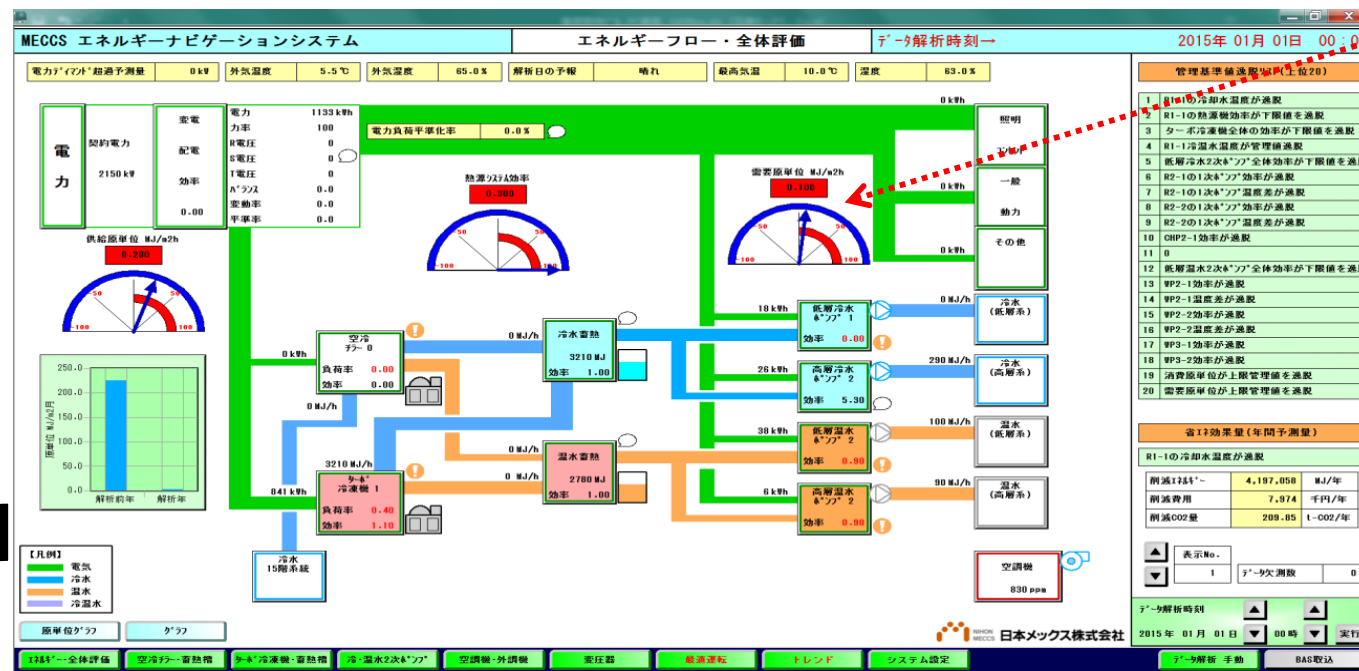 MECCS エネルギーナビゲーションシステム
エネルギーフロー・全体評価
ﾃﾞｰﾀ解析時刻→
2015年 01月 01日 00:0
電力ﾃﾞｨﾏﾝﾄﾞ超過予測量 0 kW
外気温度 5.5℃
外気湿度 65.0%
解析日の予報 晴れ
最高気温 10.0℃
湿度 63.0%
電力
契約電力
2150 kW
変電
配電
効率
0.00
電力 1133 kWh
力率 100
R電圧 0
S電圧 0
T電圧 0
ﾊﾞﾗﾝｽ 0.0
変動率 0.0
平準率 0.0
電力負荷平準化率 0.0%
供給原単位 MJ/m2h
0.200
50 50
-100 100
熱源ｼｽﾃﾑ効率
0.300
50 50
-100 100
需要原単位 MJ/m2h
0.100
50 50
-100 100
0 kWh
照明
ｺﾝｾﾝﾄ
0 kWh
一般
動力
0 kWh
その他
原単位 MJ/m2月
250.0
200.0
150.0
100.0
50.0
0.0
解析前年 解析年
0 kWh
空冷
ﾁﾗｰ 0
負荷率 0.00
効率 0.00
0 MJ/h
0 MJ/h
冷水蓄熱
3210 MJ
効率 1.00
3210 MJ/h
841 kWh
ﾀｰﾎﾞ
冷凍機 1
負荷率 0.40
効率 1.10
0 MJ/h
0 MJ/h
温水蓄熱
2780 MJ
効率 1.00
冷水
15階系統
18 kWh
低層冷水
ﾎﾟﾝﾌﾟ 1
効率 0.00
0 MJ/h
冷水
(低層系)
26 kWh
高層冷水
ﾎﾟﾝﾌﾟ 2
効率 5.30
290 MJ/h
冷水
(高層系)
38 kWh
低層温水
ﾎﾟﾝﾌﾟ 2
効率 0.90
100 MJ/h
温水
(低層系)
6 kWh
高層温水
ﾎﾟﾝﾌﾟ 2
効率 0.90
90 MJ/h
温水
(高層系)
空調機
830 ppm
【凡例】
電気
冷水
温水
冷温水
原単位ｸﾞﾗﾌ
ｸﾞﾗﾌ
NIHON MECCS 日本メックス株式会社
管理基準値逸脱ﾘｽﾄ(上位20)
1 R1-1の冷却水温度が逸脱
2 R1-1の熱源機効率が下限値を逸脱
3 ターボ冷凍機全体の効率が下限値を逸脱
4 R1-1冷温水温度が管理値逸脱
5 低層冷水2次ﾎﾟﾝﾌﾟ全体効率が下限値を逸
6 R2-1の1次ﾎﾟﾝﾌﾟ効率が逸脱
7 R2-1の1次ﾎﾟﾝﾌﾟ温度差が逸脱
8 R2-2の1次ﾎﾟﾝﾌﾟ効率が逸脱
9 R2-2の1次ﾎﾟﾝﾌﾟ温度差が逸脱
10 CHP2-1効率が逸脱
11 0
12 低層温水2次ﾎﾟﾝﾌﾟ全体効率が下限値を逸
13 WP2-1効率が逸脱
14 WP2-1温度差が逸脱
15 WP2-2効率が逸脱
16 WP2-2温度差が逸脱
17 WP3-1効率が逸脱
18 WP3-2効率が逸脱
19 消費原単位が上限管理値を逸脱
20 需要原単位が上限管理値を逸脱
省ｴﾈ効果量(年間予測量)
R1-1の冷却水温度が逸脱
削減ｴﾈﾙｷﾞｰ 4,197,058 MJ/年
削減費用 7,974 千円/年
削減CO2量 209.85 t-CO2/年
表示No.
1
ﾃﾞｰﾀ欠測数 0
ﾃﾞｰﾀ解析時刻
2015年 01月 01日 00時 実行
ｴﾈﾙｷﾞｰ全体評価
空冷ﾁﾗｰ・蓄熱槽
ﾀｰﾎﾞ冷凍機・蓄熱槽
冷・温水2次ﾎﾟﾝﾌﾟ
空調機・外調機
変圧器
最適運転
トレンド
システム設定
ﾃﾞｰﾀ解析 手動
BAS取込